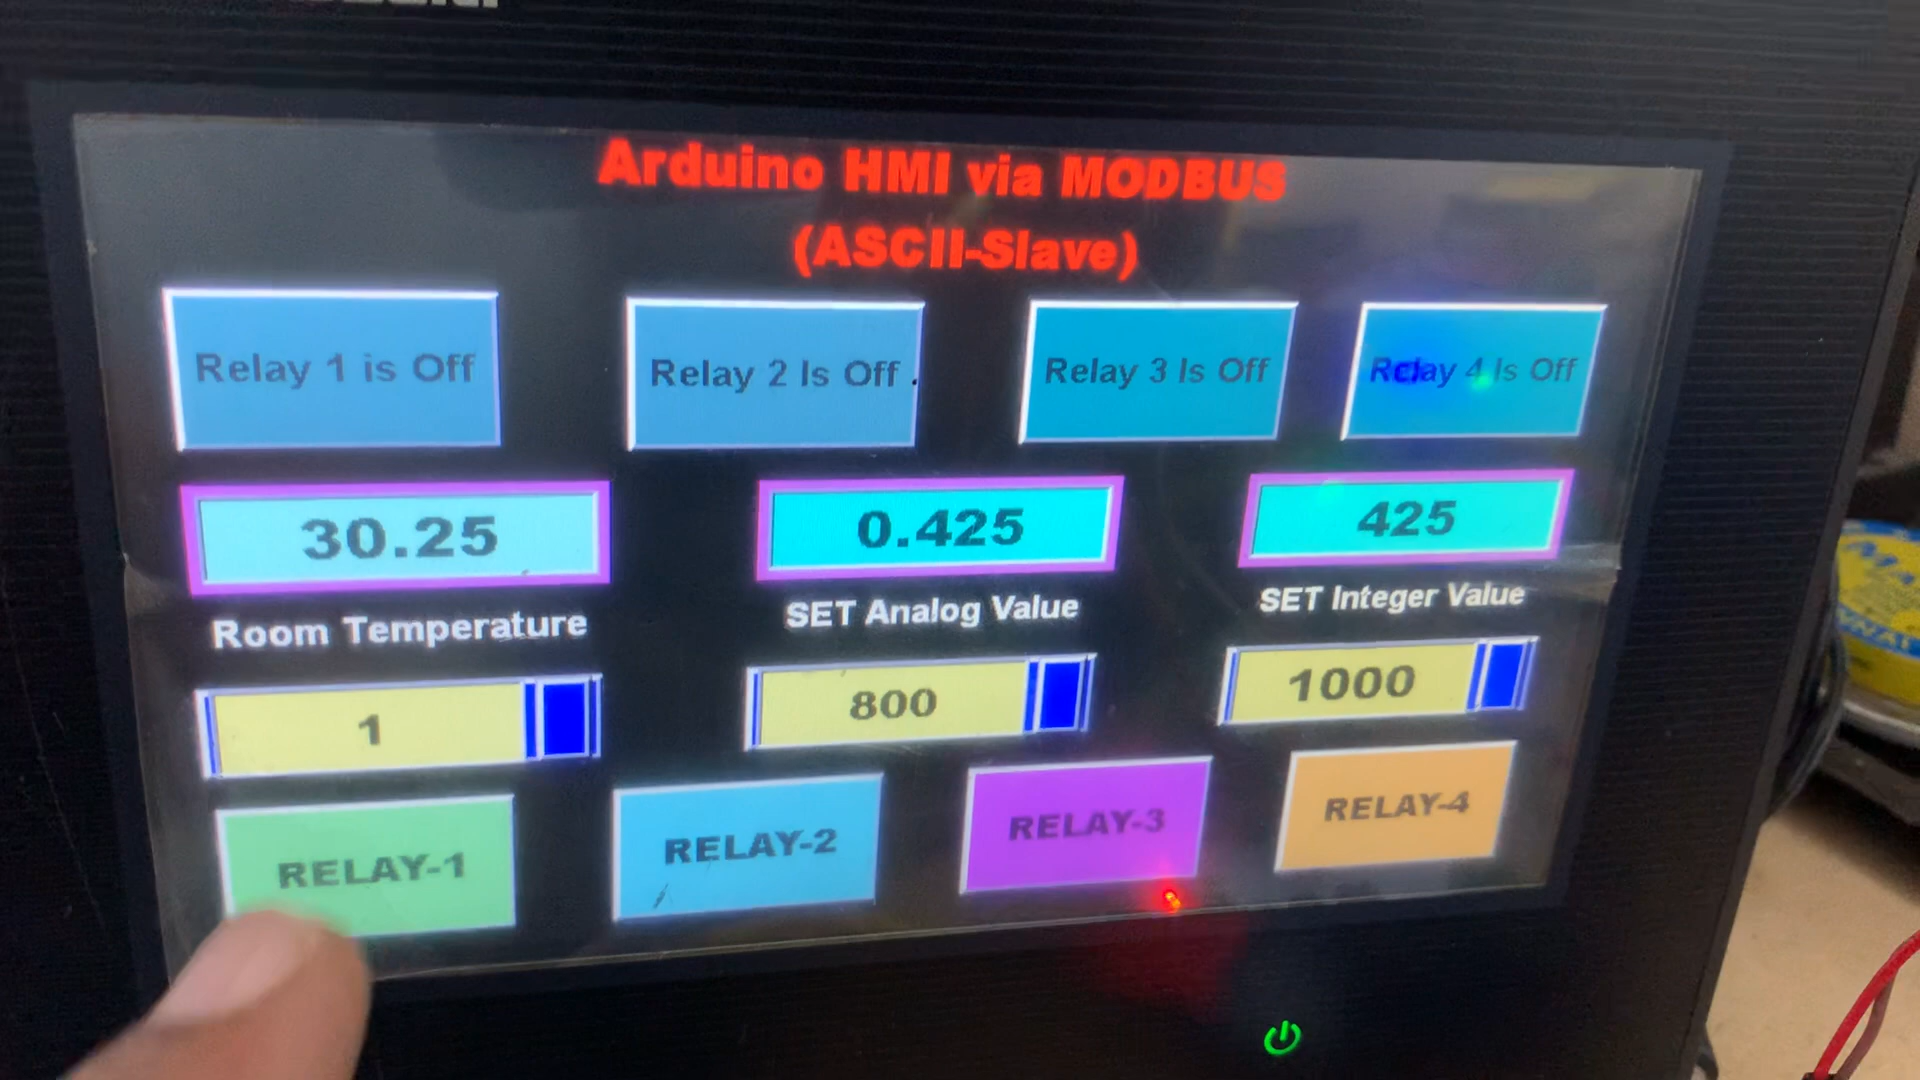 Arduino HMI via MODBUS
(ASCII-Slave)
Relay 1 is Off
Relay 2 Is Off
Relay 3 Is Off
Relay 4 Is Off
30.25
0.425
425
Room Temperature
SET Analog Value
SET Integer Value
1
800
1000
RELAY-1
RELAY-2
RELAY-3
RELAY-4